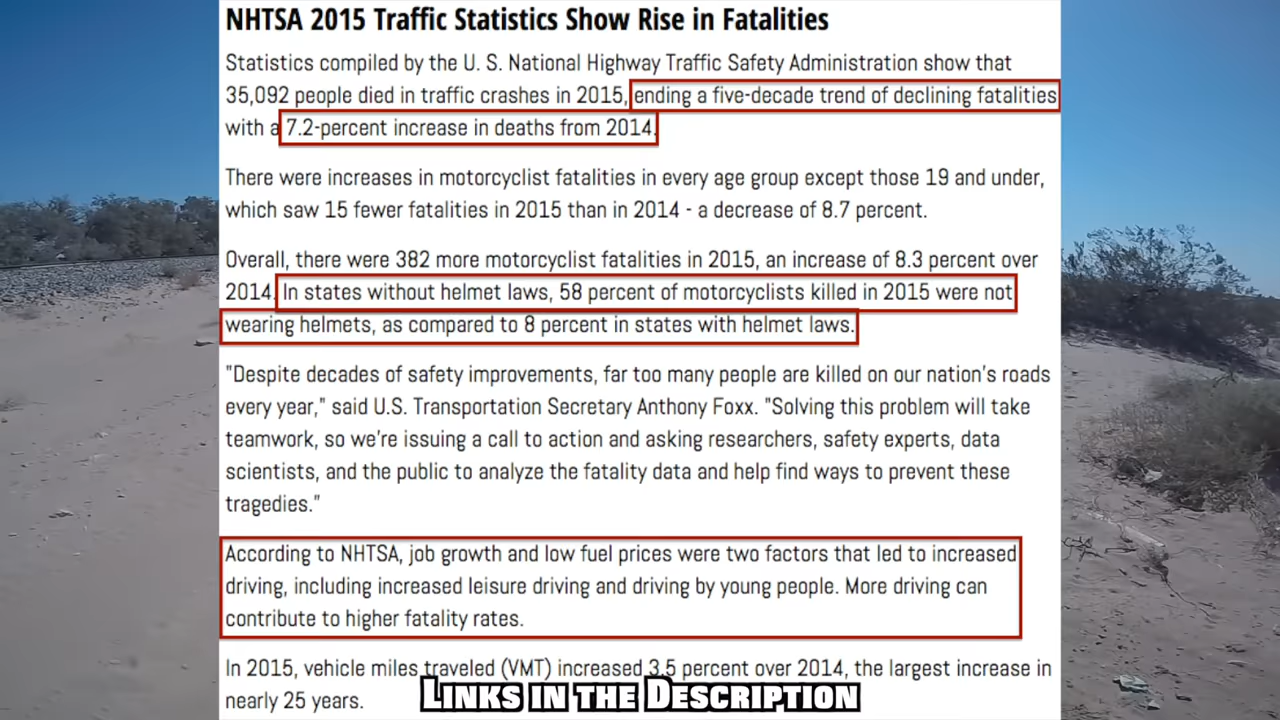 NHTSA 2015 Traffic Statistics Show Rise in Fatalities
Statistics compiled by the U. S. National Highway Traffic Safety Administration show that
35,092 people died in traffic crashes in 2015, ending a five-decade trend of declining fatalities
with a 7.2-percent increase in deaths from 2014.
There were increases in motorcyclist fatalities in every age group except those 19 and under,
which saw 15 fewer fatalities in 2015 than in 2014 - a decrease of 8.7 percent.
Overall, there were 382 more motorcyclist fatalities in 2015, an increase of 8.3 percent over
2014. In states without helmet laws, 58 percent of motorcyclists killed in 2015 were not
wearing helmets, as compared to 8 percent in states with helmet laws.
"Despite decades of safety improvements, far too many people are killed on our nation's roads
every year," said U.S. Transportation Secretary Anthony Foxx. "Solving this problem will take
teamwork, so we're issuing a call to action and asking researchers, safety experts, data
scientists, and the public to analyze the fatality data and help find ways to prevent these
tragedies."
According to NHTSA, job growth and low fuel prices were two factors that led to increased
driving, including increased leisure driving and driving by young people. More driving can
contribute to higher fatality rates.
In 2015, vehicle miles traveled (VMT) increased 3.5 percent over 2014, the largest increase in
nearly 25 years.
Links in the Description